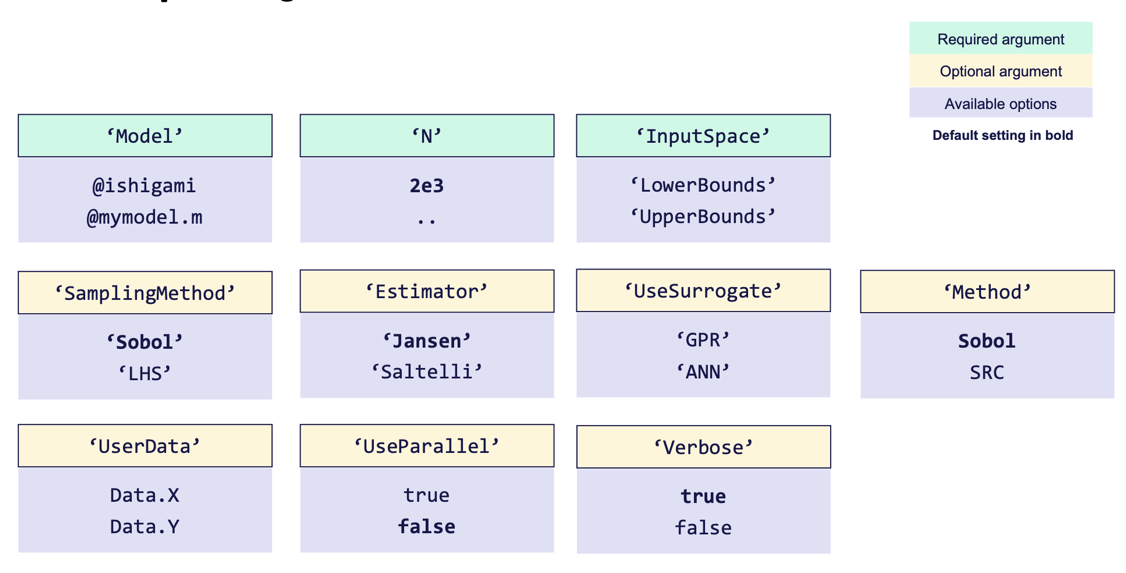 Required argument
Optional argument
Available options
Default setting in bold
‘Model’
@ishigami
@mymodel.m
‘N’
2e3
..
‘InputSpace’
‘LowerBounds’
‘UpperBounds’
‘SamplingMethod’
‘Sobol’
‘LHS’
‘Estimator’
‘Jansen’
‘Saltelli’
‘UseSurrogate’
‘GPR’
‘ANN’
‘Method’
Sobol
SRC
‘UserData’
Data.X
Data.Y
‘UseParallel’
true
false
‘Verbose’
true
false